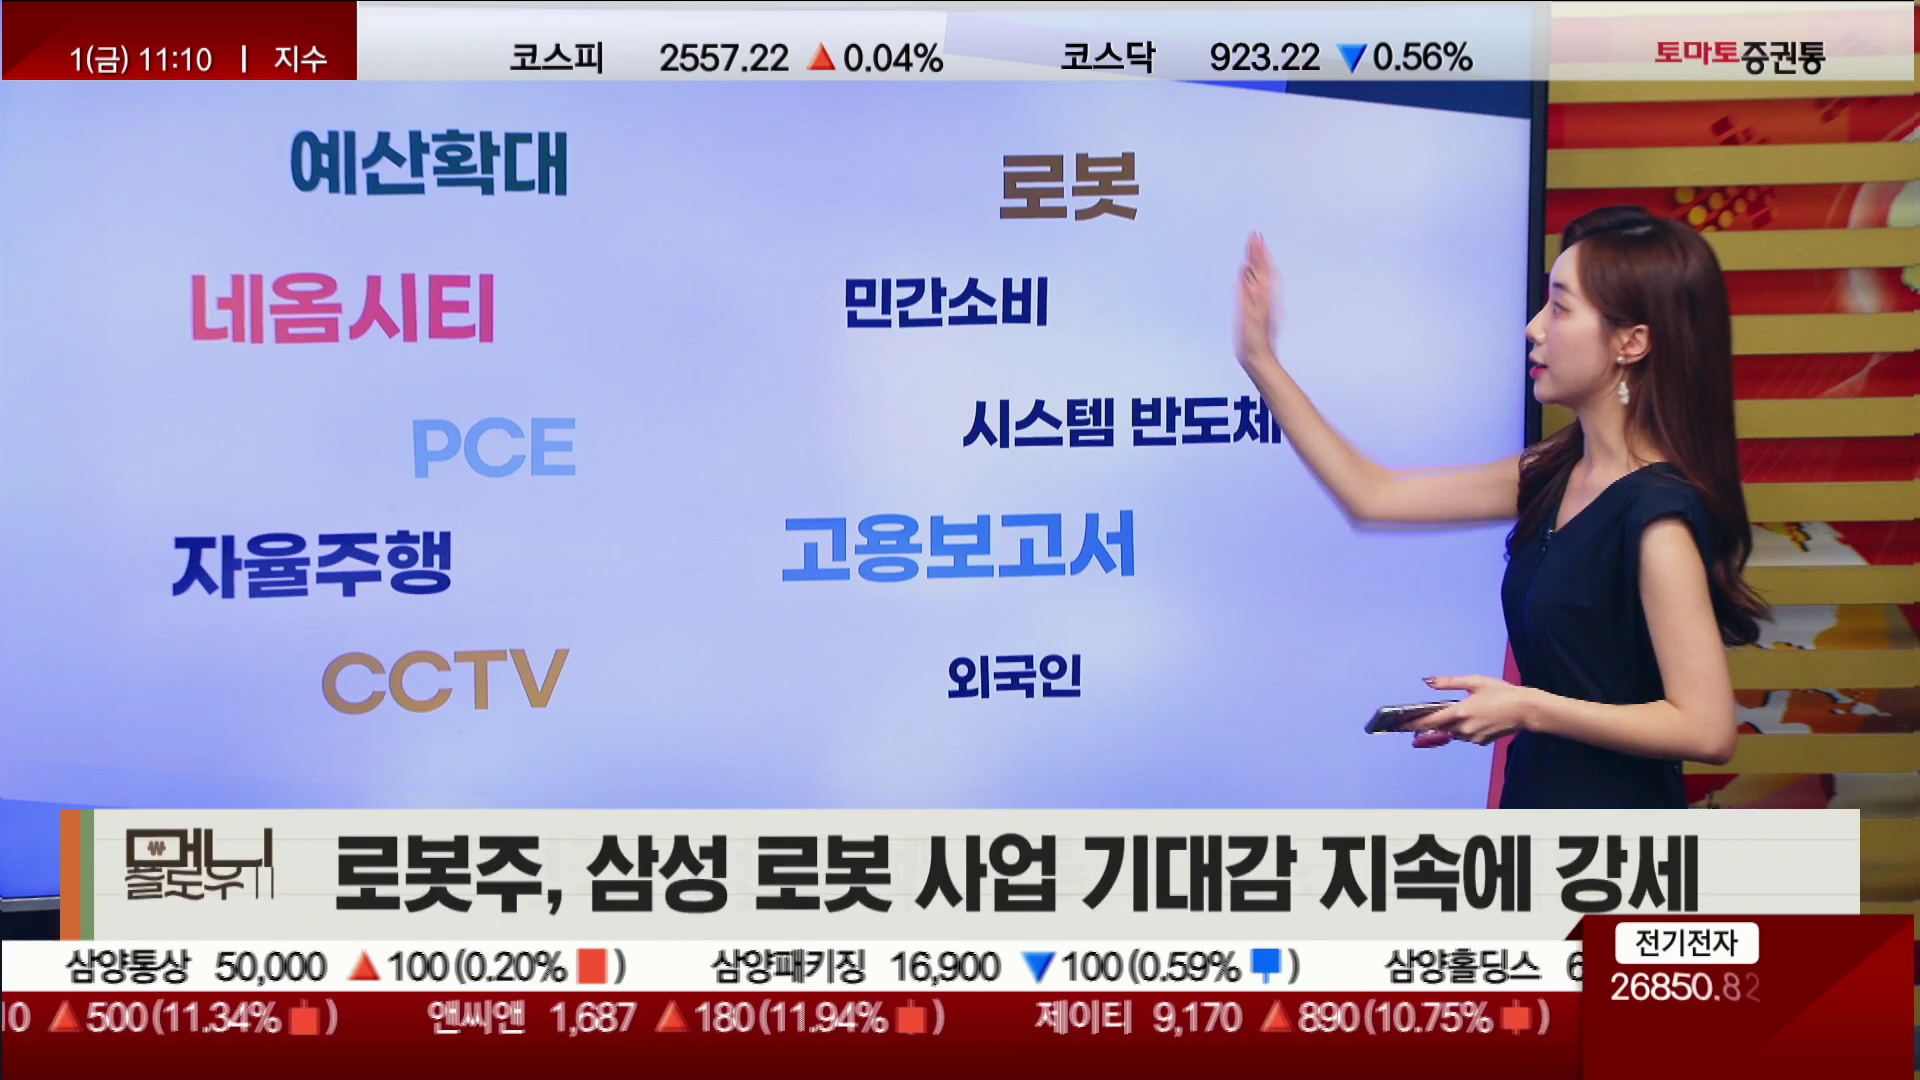 1(금) 11:10 | 지수 코스피 2557.22 ▲0.04% 코스닥 923.22 ▼0.56% 토마토증권통
예산확대
로봇
네옴시티
민간소비
PCE
시스템 반도체
자율주행
고용보고서
CCTV
외국인
머니플로우
로봇주, 삼성 로봇 사업 기대감 지속에 강세
삼양통상 50,000 ▲100(0.20%) 삼양패키징 16,900 ▼100(0.59%) 삼양홀딩스 6
전기전자
26850.82
10 ▲500(11.34%) 앤씨앤 1,687 ▲180(11.94%) 제이티 9,170 ▲890(10.75%)